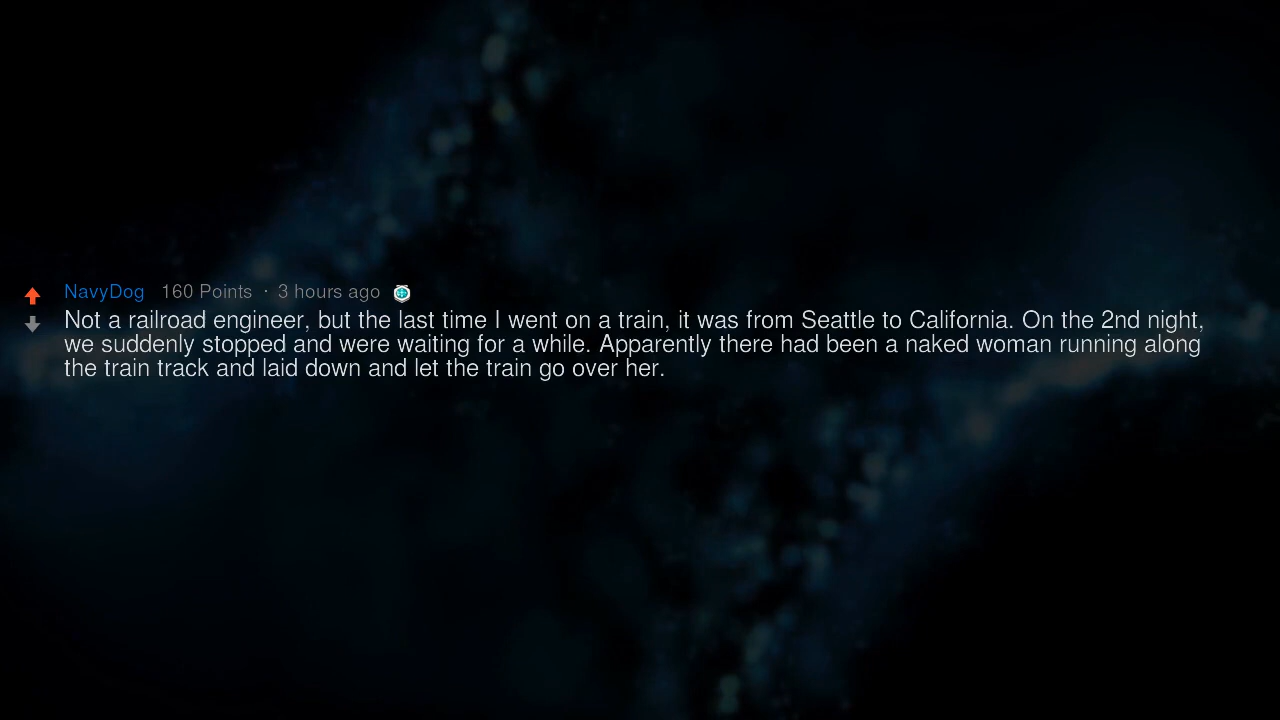 NavyDog 160 Points · 3 hours ago
Not a railroad engineer, but the last time I went on a train, it was from Seattle to California. On the 2nd night,
we suddenly stopped and were waiting for a while. Apparently there had been a naked woman running along
the train track and laid down and let the train go over her.